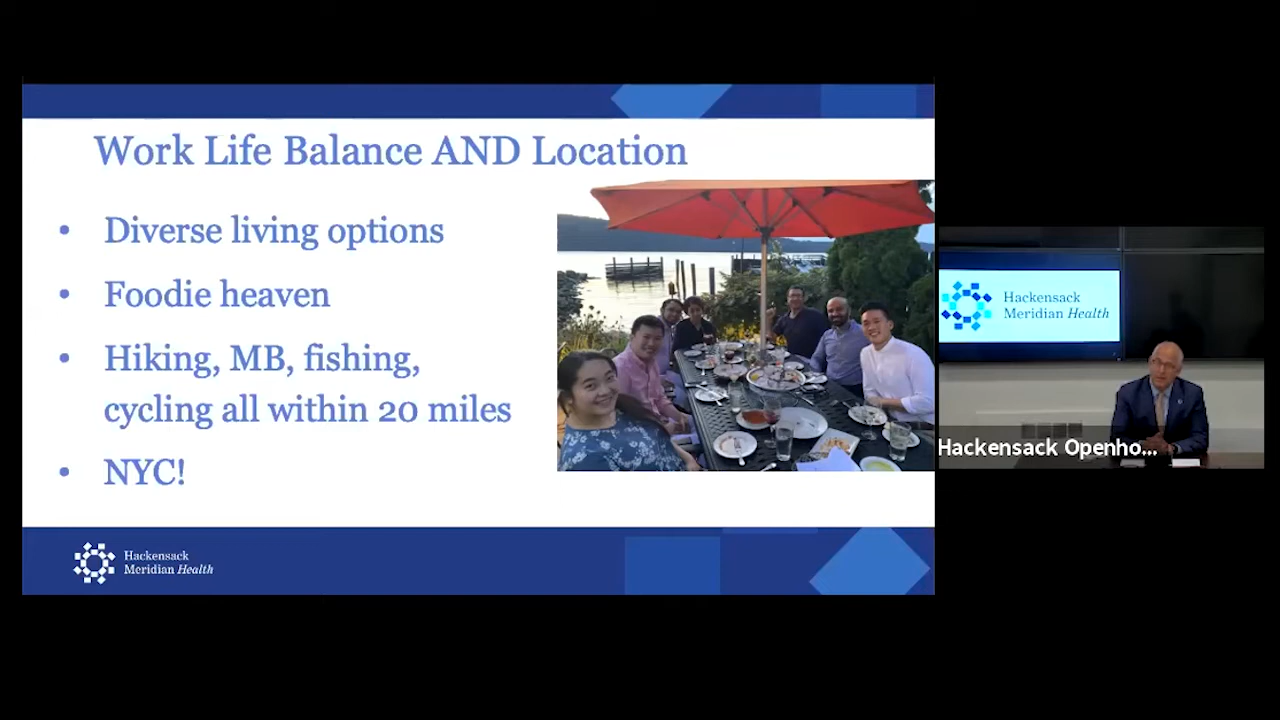 Work Life Balance AND Location
• Diverse living options
• Foodie heaven
• Hiking, MB, fishing,
cycling all within 20 miles
• NYC!
Hackensack
Meridian Health
Hackensack
Meridian Health
Hackensack Openho...